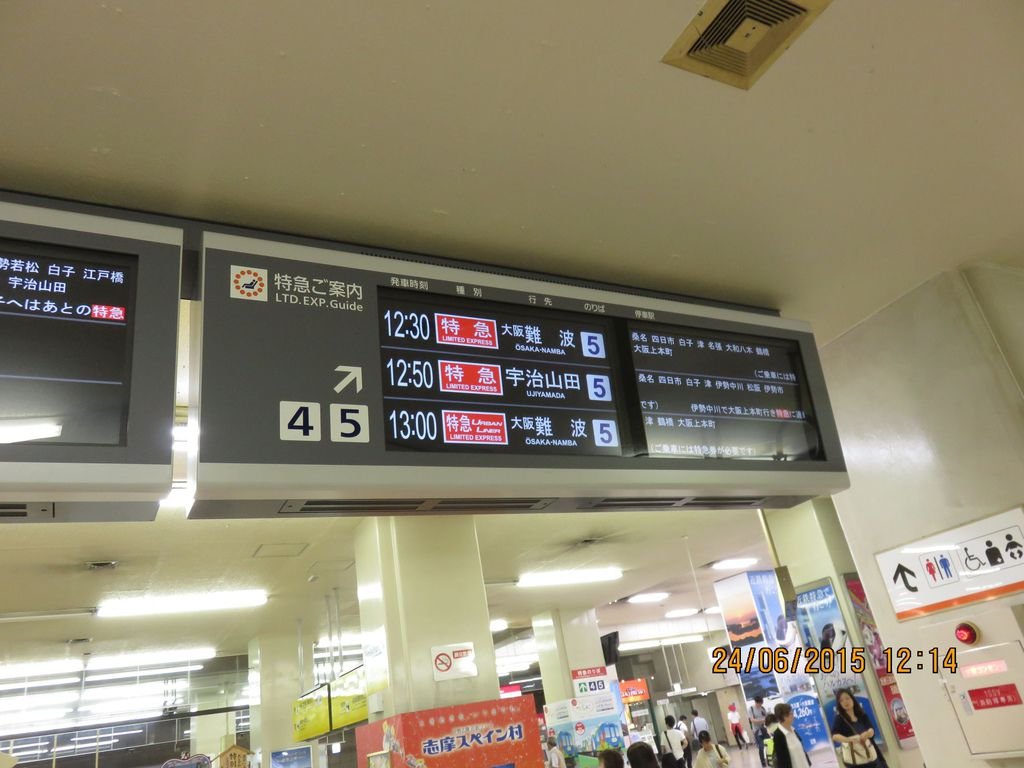 勢若松 白子 江戸橋
宇治山田
へはあとの特急
特急ご案内
LTD.EXP.Guide
4 5
発車時刻 種別 行先 のりば 停車駅
12:30 特急 LIMITED EXPRESS 大阪難波 OSAKA-NAMBA 5
桑名 四日市 白子 津 名張 大和八木 鶴橋
大阪上本町
(ご乗車には特
12:50 特急 LIMITED EXPRESS 宇治山田 UJIYAMADA 5
桑名 四日市 白子 津 伊勢中川 松阪 伊勢市
です) 伊勢中川で大阪上本町行き特急に連
13:00 特急 URBAN LINER LIMITED EXPRESS 大阪難波 OSAKA-NAMBA 5
津 鶴橋 大阪上本町
(ご乗車には特急券が必要です)
4 5
志摩スペイン村
24/06/2015 12:14